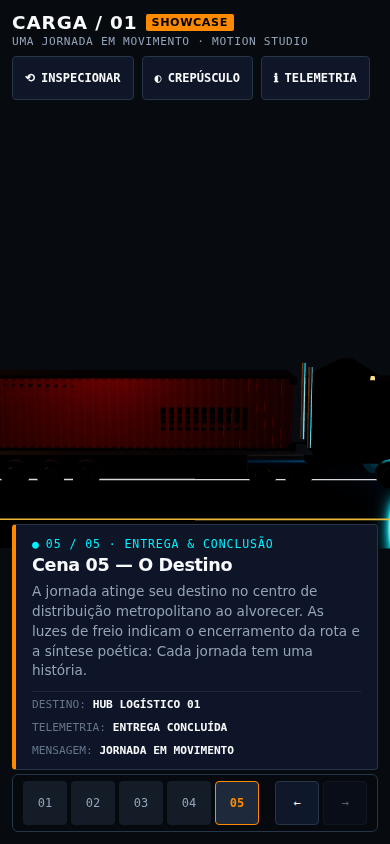 CARGA / 01 SHOWCASE
UMA JORNADA EM MOVIMENTO · MOTION STUDIO
⟲ INSPECIONAR ◐ CREPÚSCULO ℹ TELEMETRIA
● 05 / 05 · ENTREGA & CONCLUSÃO
Cena 05 — O Destino
A jornada atinge seu destino no centro de
distribuição metropolitano ao alvorecer. As
luzes de freio indicam o encerramento da rota e
a síntese poética: Cada jornada tem uma
história.
DESTINO: HUB LOGÍSTICO 01
TELEMETRIA: ENTREGA CONCLUÍDA
MENSAGEM: JORNADA EM MOVIMENTO
01 02 03 04 05 ← →